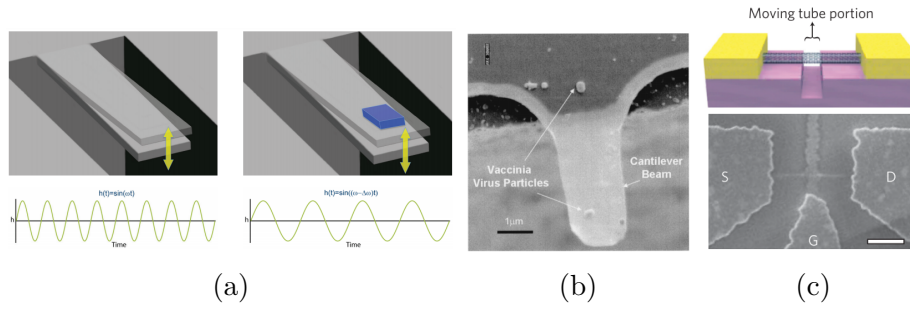 h(t)=sin(ωt)
h
Time
h(t)=sin((ω-Δω)t)
h
Time
(a)
Vaccinia
Virus Particles
Cantilever
Beam
1μm
(b)
Moving tube portion
S
D
G
(c)